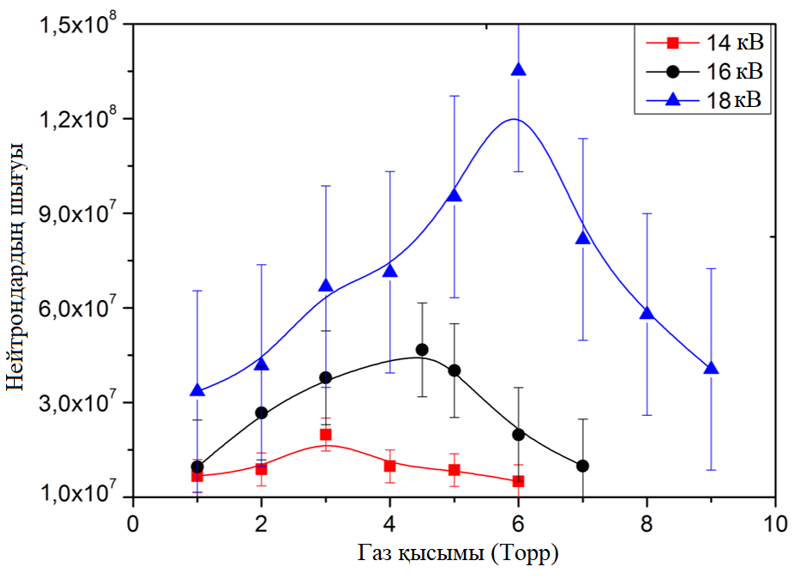 1,5x10⁸
1,2x10⁸
9,0x10⁷
6,0x10⁷
3,0x10⁷
1,0x10⁷
Нейтрондардың шығуы
14 кВ
16 кВ
18 кВ
0 2 4 6 8 10
Газ қысымы (Торр)